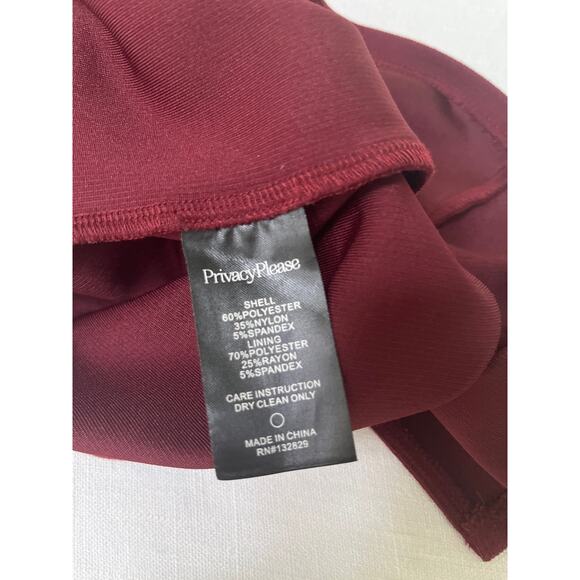 PrivacyPlease
SHELL
60%POLYESTER
35%NYLON
5%SPANDEX
LINING
70%POLYESTER
25%RAYON
5%SPANDEX
CARE INSTRUCTION
DRY CLEAN ONLY
MADE IN CHINA
RN#132829